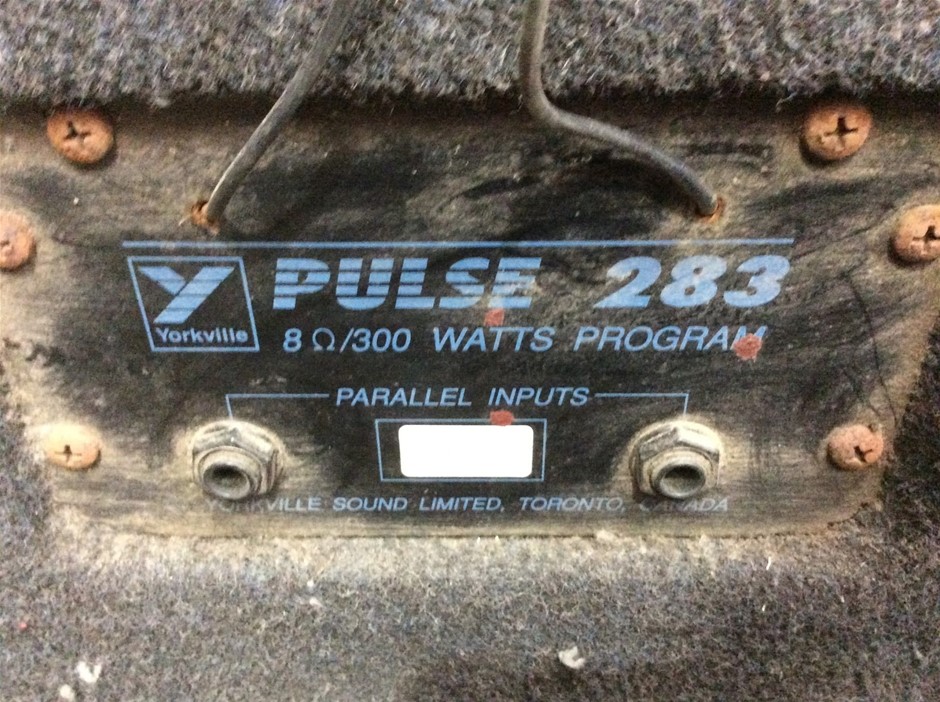 PULSE 283
Yorkville
8 Ω/300 WATTS PROGRAM
PARALLEL INPUTS
YORKVILLE SOUND LIMITED, TORONTO, CANADA